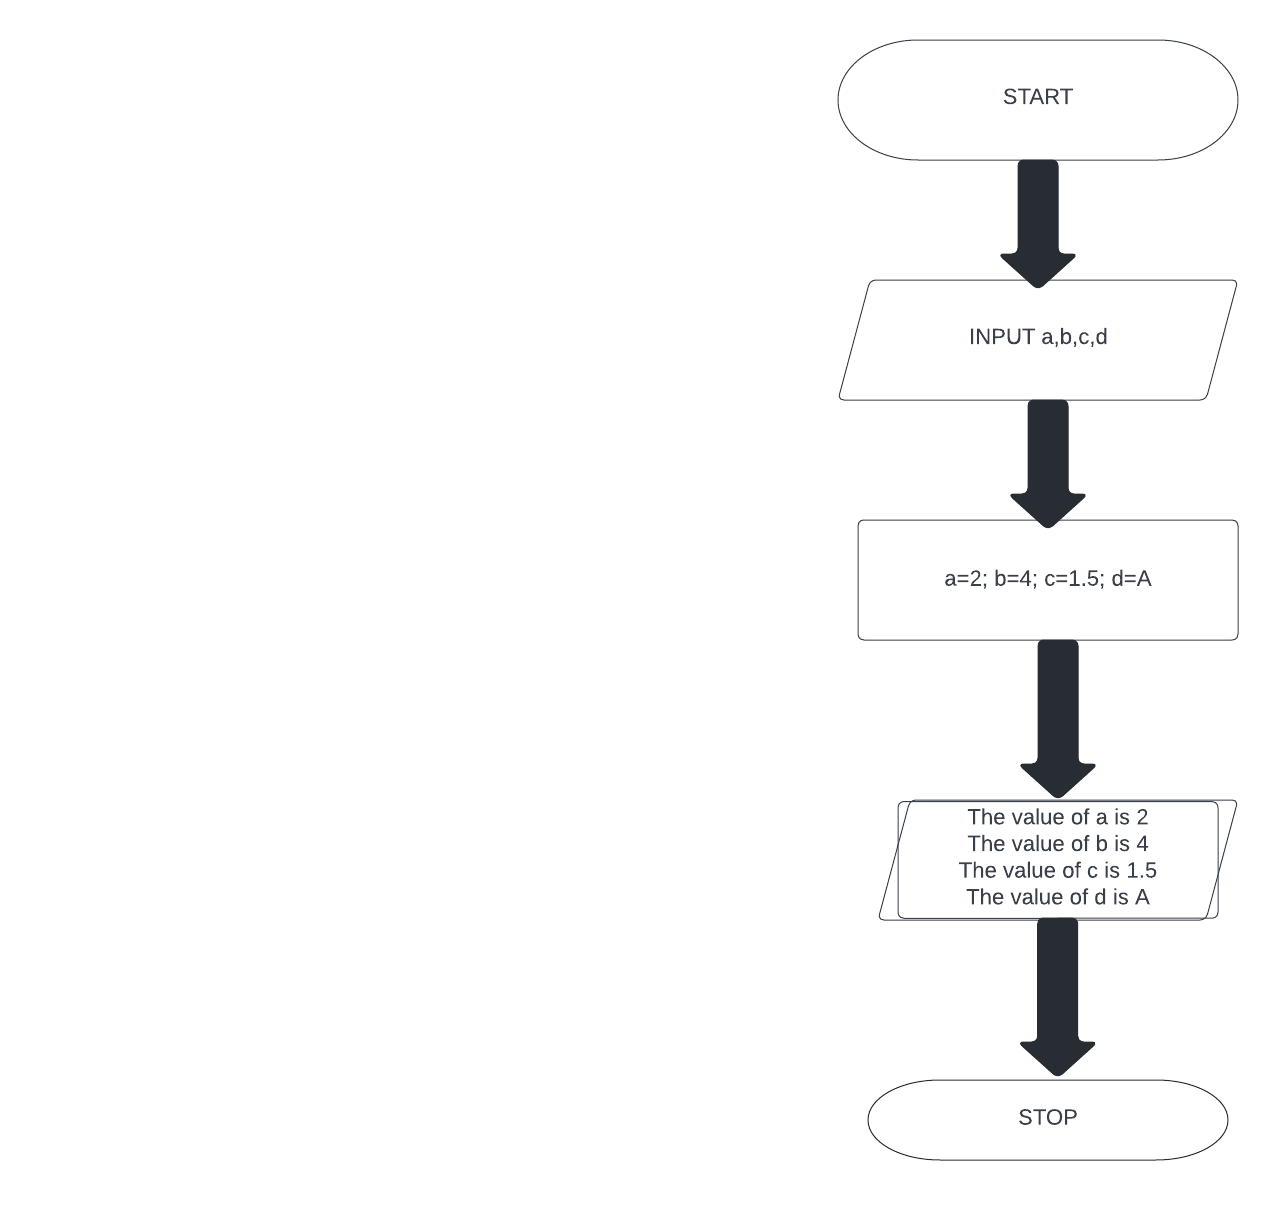 START
INPUT a,b,c,d
a=2; b=4; c=1.5; d=A
The value of a is 2
The value of b is 4
The value of c is 1.5
The value of d is A
STOP